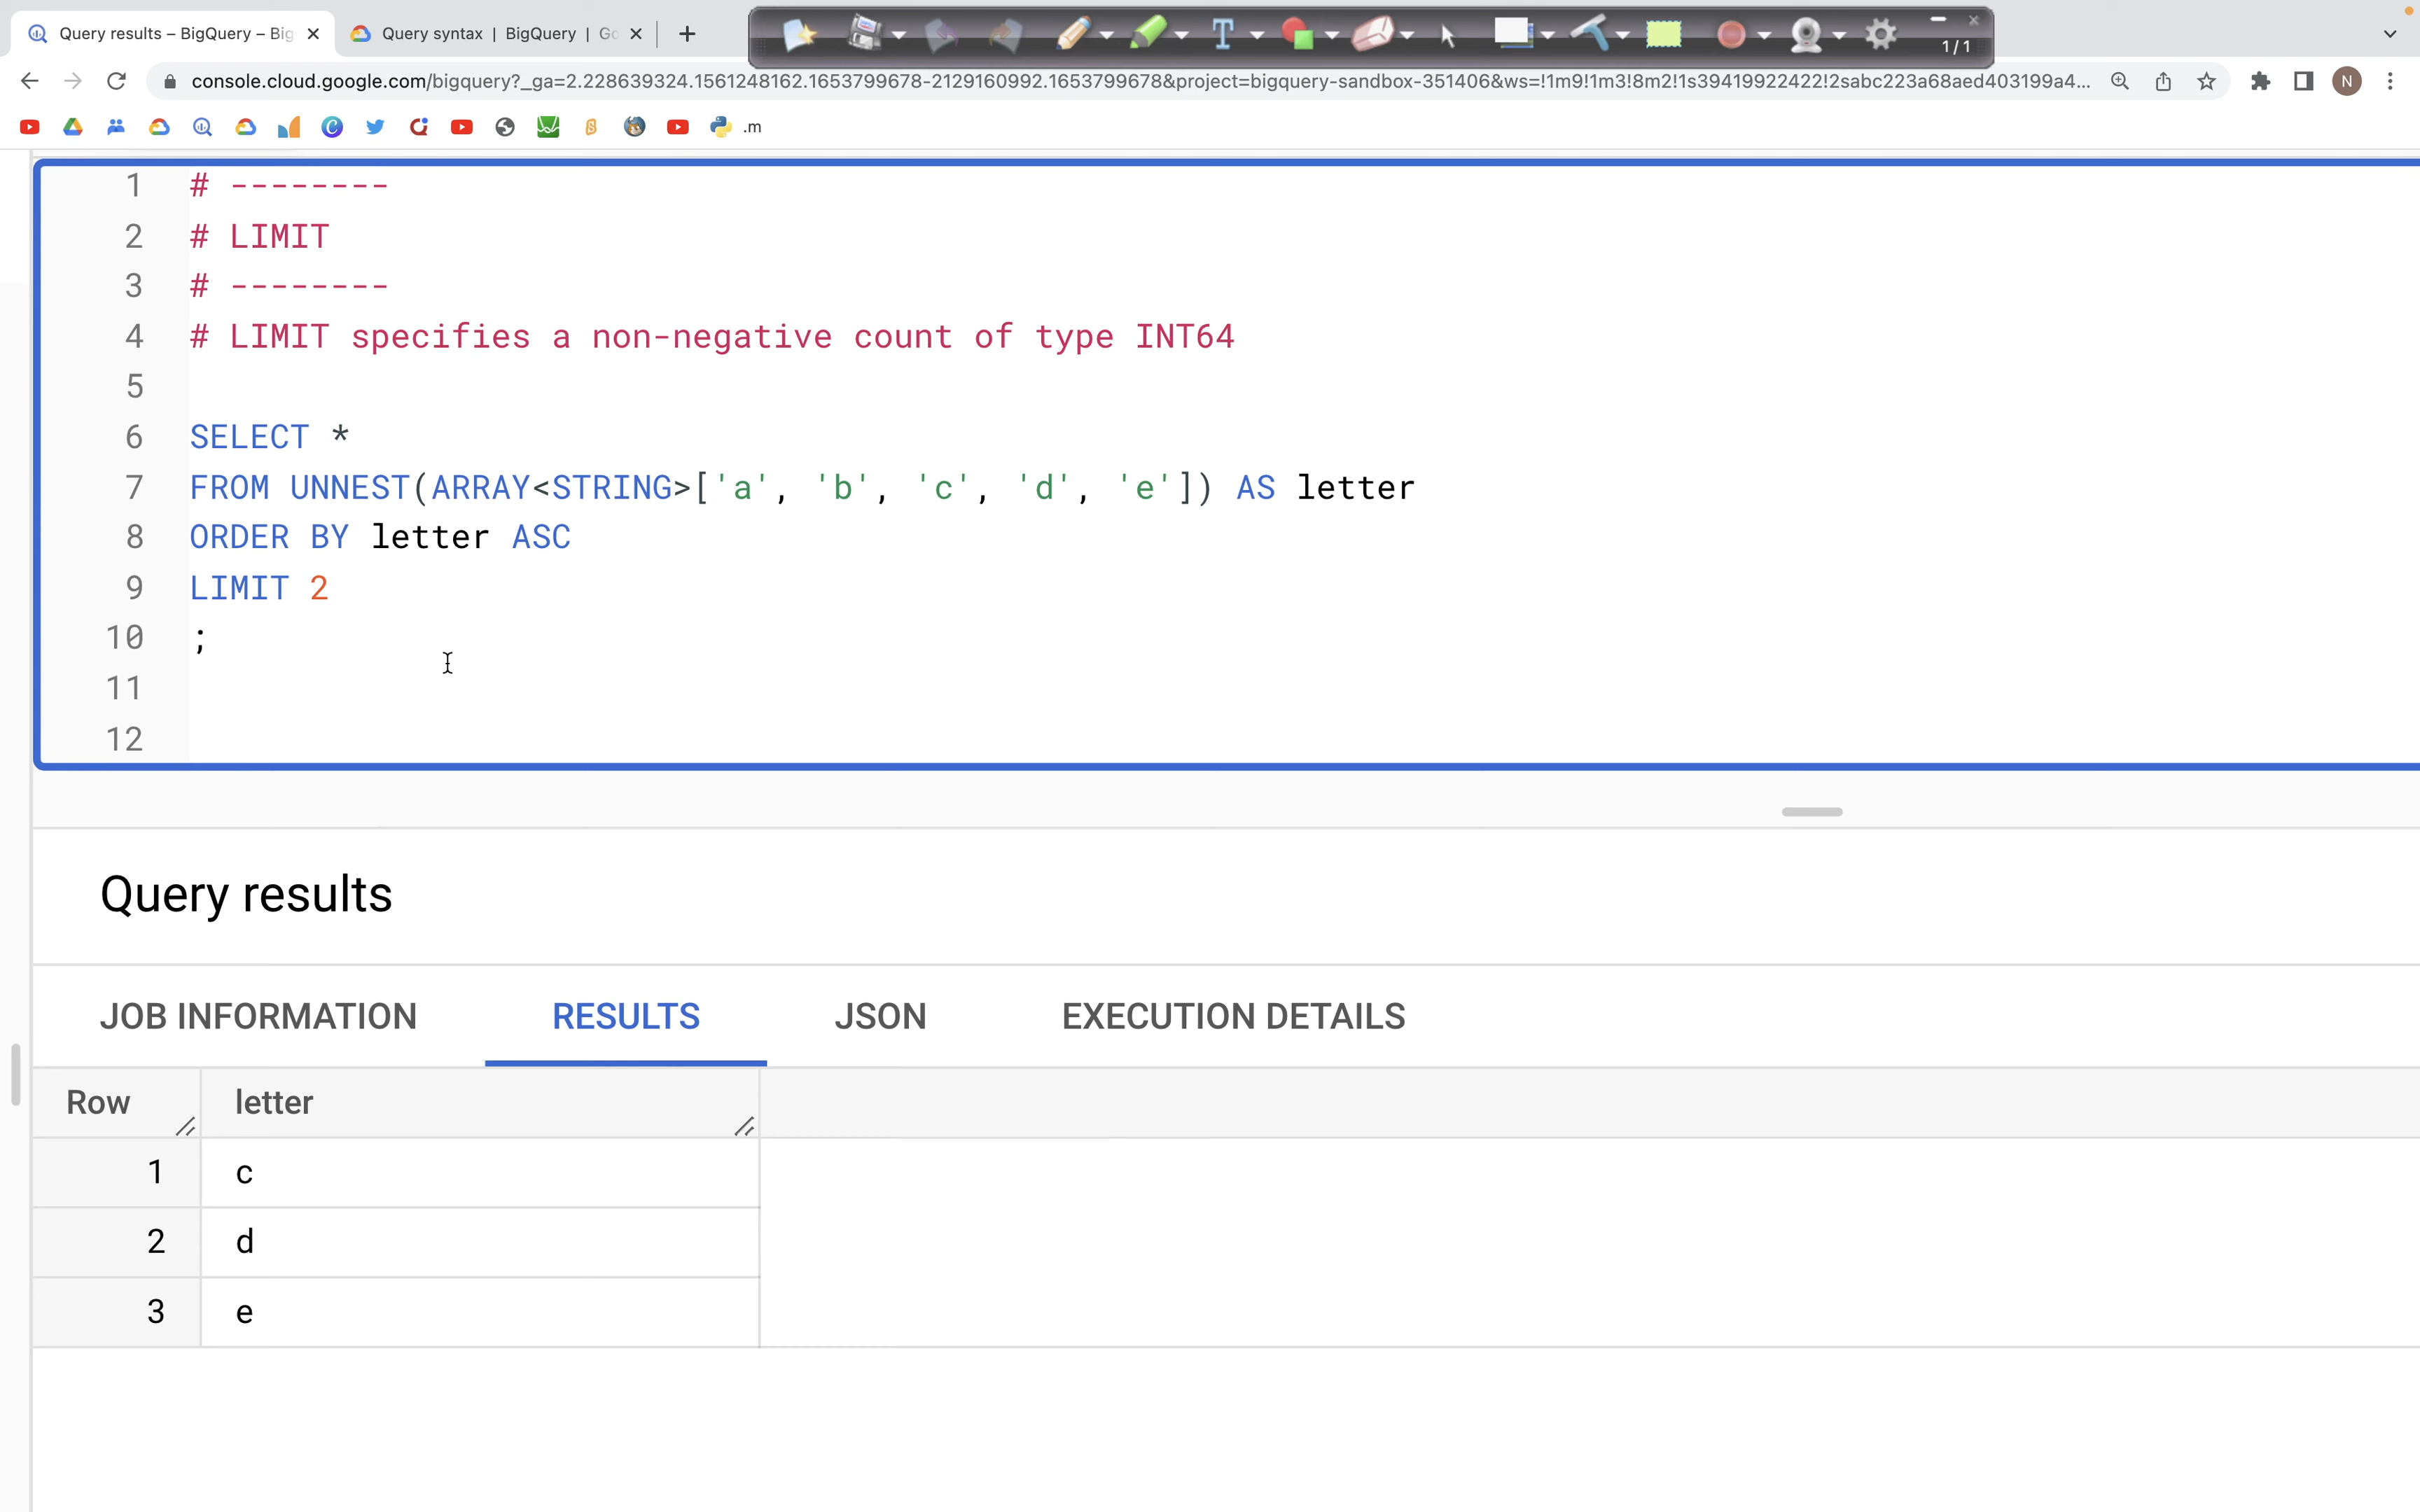 Query results – BigQuery – Big
Query syntax | BigQuery | Go
1/1
console.cloud.google.com/bigquery?_ga=2.228639324.1561248162.1653799678-2129160992.1653799678&project=bigquery-sandbox-351406&ws=!1m9!1m3!8m2!1s39419922422!2sabc223a68aed403199a4...
N
.m
1 # --------
2 # LIMIT
3 # --------
4 # LIMIT specifies a non-negative count of type INT64
5
6 SELECT *
7 FROM UNNEST(ARRAY<STRING>['a', 'b', 'c', 'd', 'e']) AS letter
8 ORDER BY letter ASC
9 LIMIT 2
10 ;
11
12
Query results
JOB INFORMATION RESULTS JSON EXECUTION DETAILS
Row letter
1 c
2 d
3 e